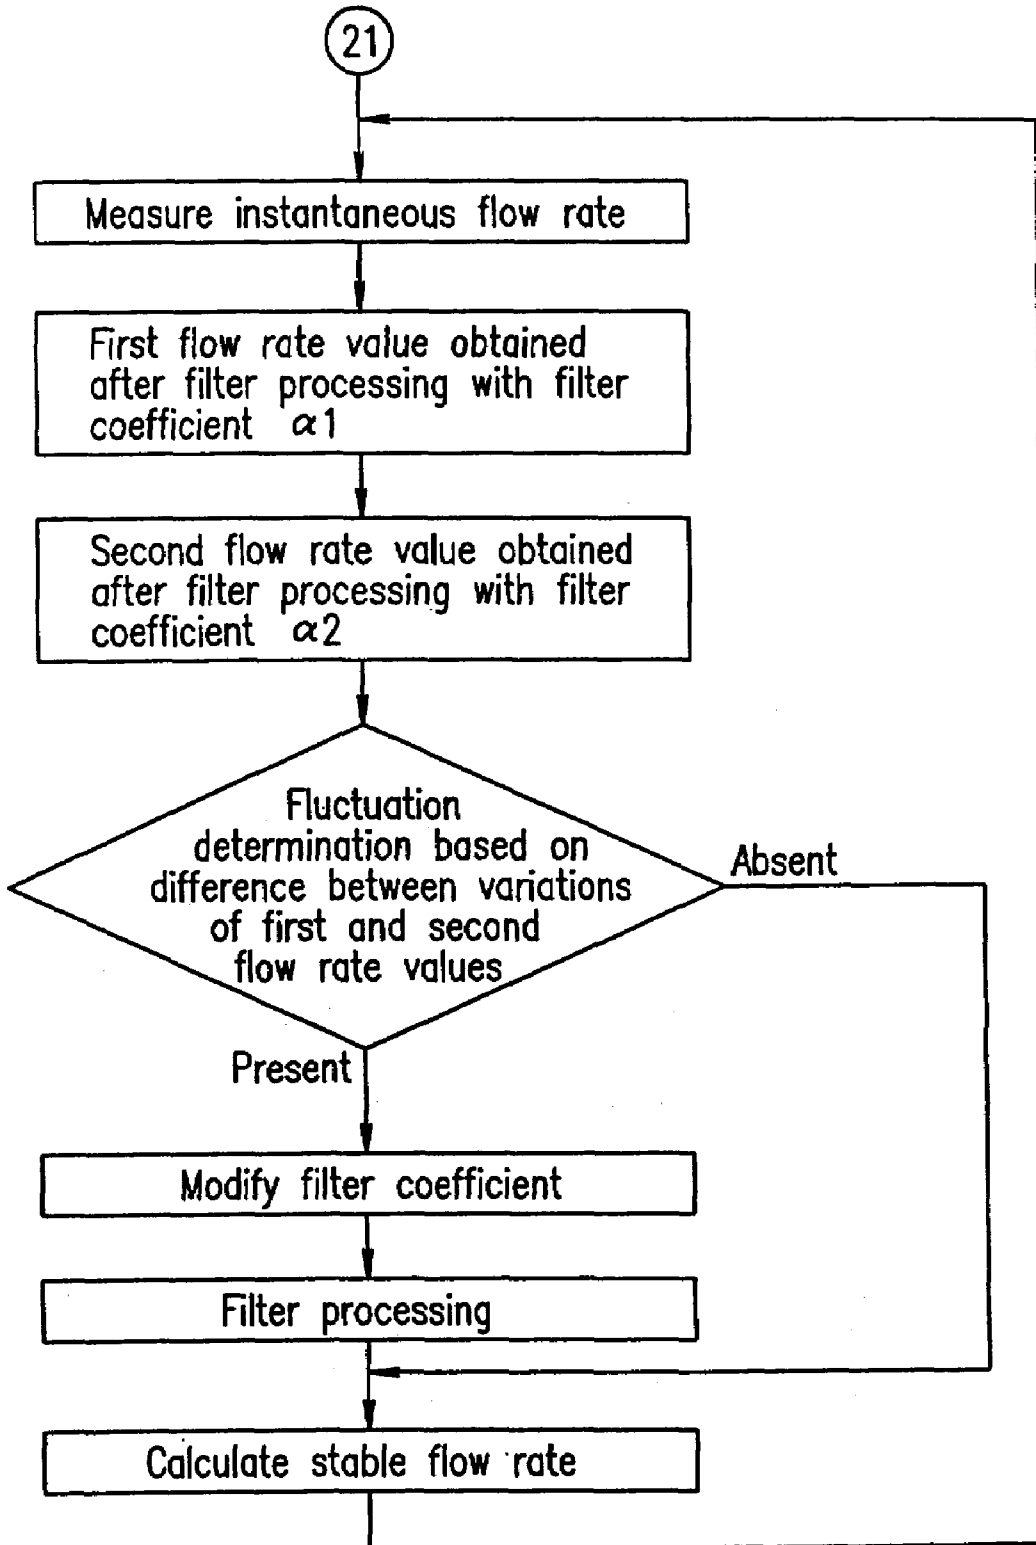 21
Measure instantaneous flow rate
First flow rate value obtained
after filter processing with filter
coefficient α1
Second flow rate value obtained
after filter processing with filter
coefficient α2
Fluctuation
determination based on
difference between variations
of first and second
flow rate values
Absent
Present
Modify filter coefficient
Filter processing
Calculate stable flow rate